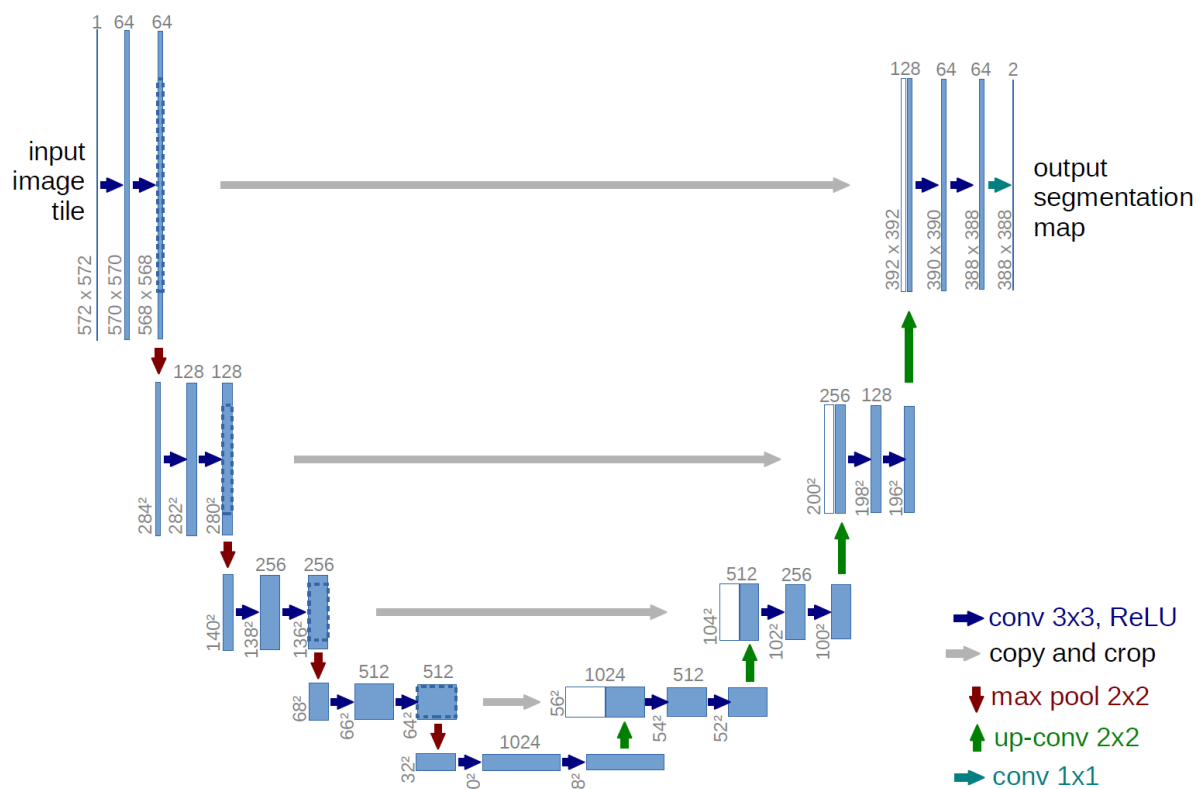 1 64 64
128 64 64 2
input
image
tile
output
segmentation
map
572 x 572
570 x 570
568 x 568
392 x 392
390 x 390
388 x 388
388 x 388
128 128
256 128
284²
282²
280²
200²
198²
196²
256 256
512 256
140²
138²
136²
104²
102²
100²
512 512
1024 512
68²
66²
64²
56²
54²
52²
1024
32²
0²
8²
conv 3x3, ReLU
copy and crop
max pool 2x2
up-conv 2x2
conv 1x1